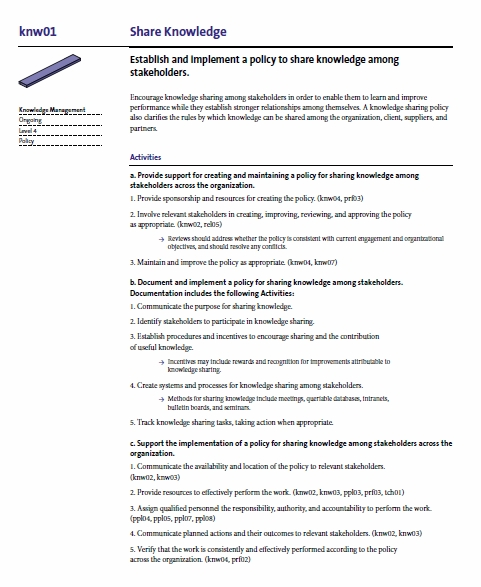 knw01
Share Knowledge
Establish and implement a policy to share knowledge among
stakeholders.
Knowledge Management
Ongoing
Level 4
Policy
Encourage knowledge sharing among stakeholders in order to enable them to learn and improve
performance while they establish stronger relationships among themselves. A knowledge sharing policy
also clarifies the rules by which knowledge can be shared among the organization, client, suppliers, and
partners.
Activities
a. Provide support for creating and maintaining a policy for sharing knowledge among
stakeholders across the organization.
1. Provide sponsorship and resources for creating the policy. (knw04, prf03)
2. Involve relevant stakeholders in creating, improving, reviewing, and approving the policy
as appropriate. (knw02, rel05)
→ Reviews should address whether the policy is consistent with current engagement and organizational
objectives, and should resolve any conflicts.
3. Maintain and improve the policy as appropriate. (knw04, knw07)
b. Document and implement a policy for sharing knowledge among stakeholders.
Documentation includes the following Activities:
1. Communicate the purpose for sharing knowledge.
2. Identify stakeholders to participate in knowledge sharing.
3. Establish procedures and incentives to encourage sharing and the contribution
of useful knowledge.
→ Incentives may include rewards and recognition for improvements attributable to
knowledge sharing.
4. Create systems and processes for knowledge sharing among stakeholders.
→ Methods for sharing knowledge include meetings, queriable databases, intranets,
bulletin boards, and seminars.
5. Track knowledge sharing tasks, taking action when appropriate.
c. Support the implementation of a policy for sharing knowledge among stakeholders across the
organization.
1. Communicate the availability and location of the policy to relevant stakeholders.
(knw02, knw03)
2. Provide resources to effectively perform the work. (knw02, knw03, ppl03, prf03, tch01)
3. Assign qualified personnel the responsibility, authority, and accountability to perform the work.
(ppl04, ppl05, ppl07, ppl08)
4. Communicate planned actions and their outcomes to relevant stakeholders. (knw02, knw03)
5. Verify that the work is consistently and effectively performed according to the policy
across the organization. (knw04, prf02)